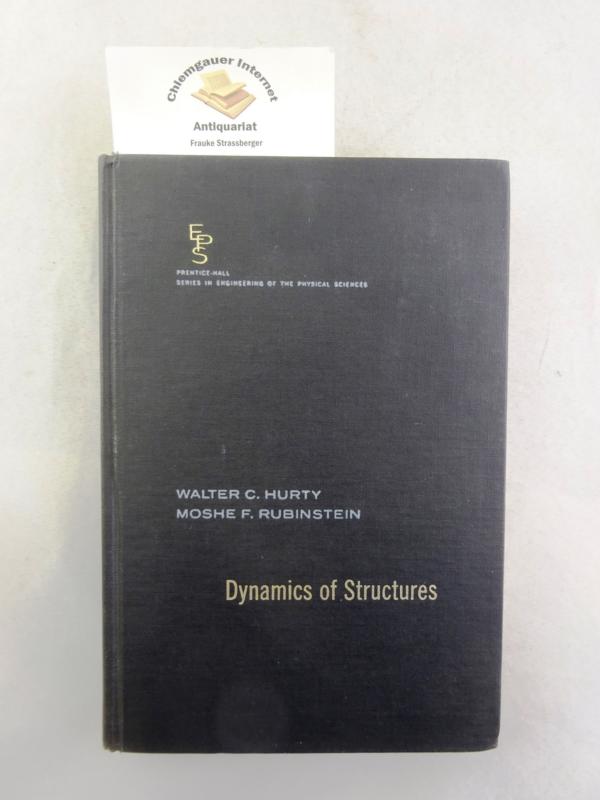 Chiemgauer Internet
Antiquariat
Frauke Strassberger
EPS
PRENTICE-HALL
SERIES IN ENGINEERING OF THE PHYSICAL SCIENCES
WALTER C. HURTY
MOSHE F. RUBINSTEIN
Dynamics of Structures